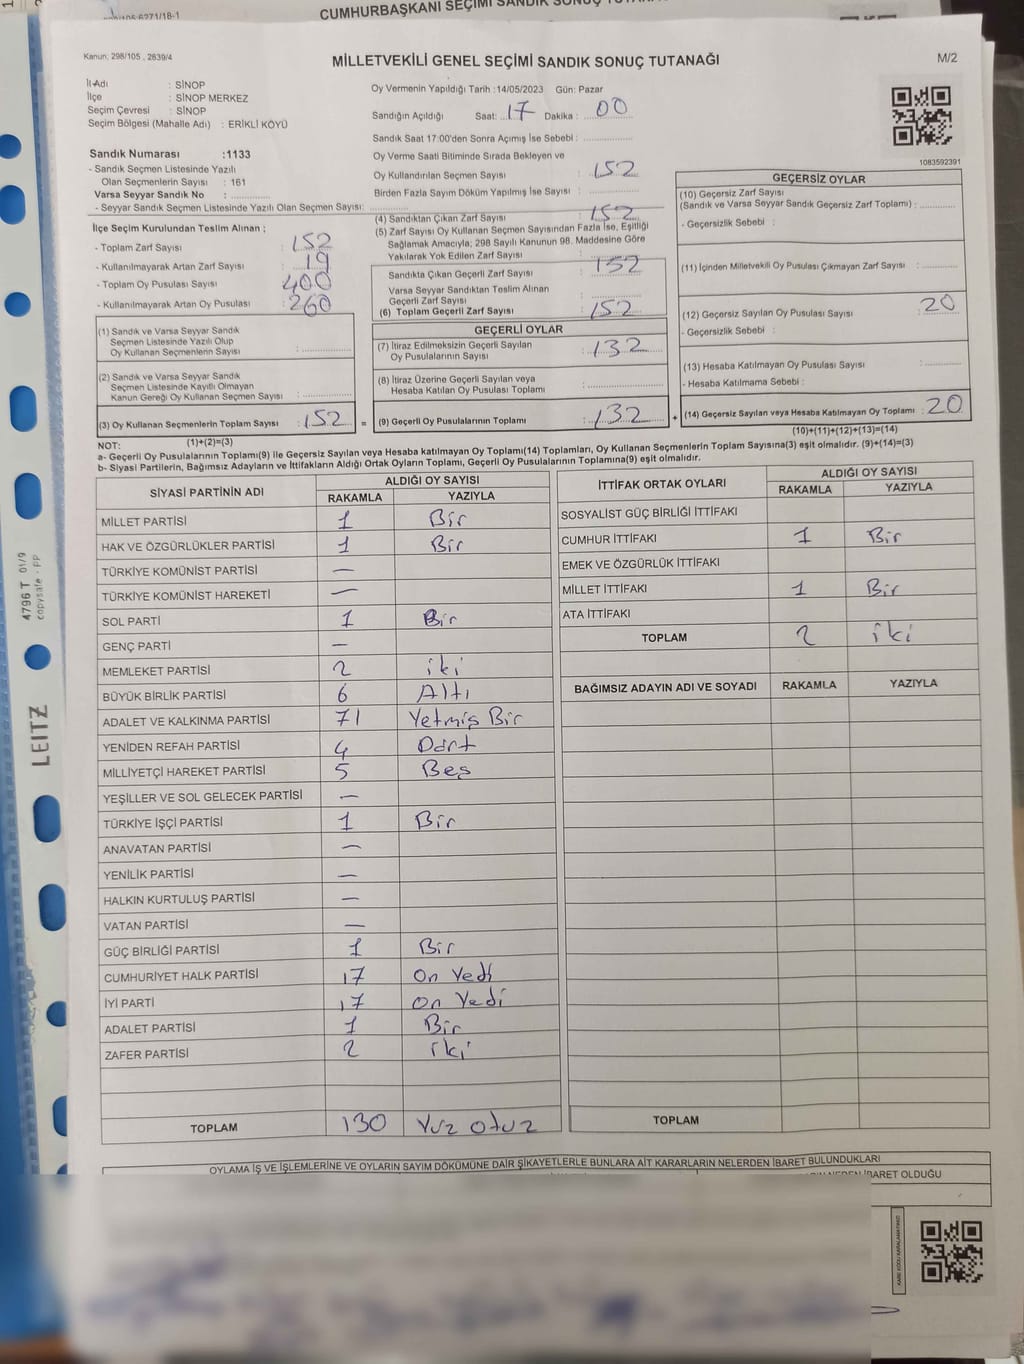 CUMHURBAŞKANI SEÇİMİ SANDIK SONUÇ
Kanun; 298/105 , 2839/4
MİLLETVEKİLİ GENEL SEÇİMİ SANDIK SONUÇ TUTANAĞI
M/2
İl Adı : SİNOP
İlçe : SİNOP MERKEZ
Seçim Çevresi : SİNOP
Seçim Bölgesi (Mahalle Adı) : ERİKLİ KÖYÜ
Sandık Numarası :1133
- Sandık Seçmen Listesinde Yazılı
Olan Seçmenlerin Sayısı : 161
Varsa Seyyar Sandık No : ..............
- Seyyar Sandık Seçmen Listesinde Yazılı Olan Seçmen Sayısı: ..............
Oy Vermenin Yapıldığı Tarih :14/05/2023 Gün: Pazar
Sandığın Açıldığı Saat: 17 Dakika : 00
Sandık Saat 17:00'den Sonra Açımış İse Sebebi : ..............
Oy Verme Saati Bitiminde Sırada Bekleyen ve
Oy Kullandırılan Seçmen Sayısı : 152
Birden Fazla Sayım Döküm Yapılmış İse Sayısı : ..............
1083592391
İlçe Seçim Kurulundan Teslim Alınan ;
- Toplam Zarf Sayısı : 152
- Kullanılmayarak Artan Zarf Sayısı : 19
- Toplam Oy Pusulası Sayısı : 400
- Kullanılmayarak Artan Oy Pusulası : 260
(1) Sandık ve Varsa Seyyar Sandık
Seçmen Listesinde Yazılı Olup
Oy Kullanan Seçmenlerin Sayısı : ..............
(2) Sandık ve Varsa Seyyar Sandık
Seçmen Listesinde Kayıtlı Olmayan
Kanun Gereği Oy Kullanan Seçmen Sayısı : ..............
(3) Oy Kullanan Seçmenlerin Toplam Sayısı : 152
(1)+(2)=(3)
(4) Sandıktan Çıkan Zarf Sayısı : 152
(5) Zarf Sayısı Oy Kullanan Seçmen Sayısından Fazla İse, Eşitliği
Sağlamak Amacıyla; 298 Sayılı Kanunun 98. Maddesine Göre
Yakılarak Yok Edilen Zarf Sayısı :
Sandıkta Çıkan Geçerli Zarf Sayısı : 152
Varsa Seyyar Sandıktan Teslim Alınan
Geçerli Zarf Sayısı : ..............
(6) Toplam Geçerli Zarf Sayısı : 152
GEÇERLİ OYLAR
(7) İtiraz Edilmeksizin Geçerli Sayılan
Oy Pusulalarının Sayısı : 132
(8) İtiraz Üzerine Geçerli Sayılan veya
Hesaba Katılan Oy Pusulası Toplamı : ..............
= (9) Geçerli Oy Pusulalarının Toplamı : 132
GEÇERSİZ OYLAR
(10) Geçersiz Zarf Sayısı
(Sandık ve Varsa Seyyar Sandık Geçersiz Zarf Toplamı) : ..............
- Geçersizlik Sebebi :
(11) İçinden Milletvekili Oy Pusulası Çıkmayan Zarf Sayısı : ..............
(12) Geçersiz Sayılan Oy Pusulası Sayısı : 20
- Geçersizlik Sebebi :
(13) Hesaba Katılmayan Oy Pusulası Sayısı : ..............
- Hesaba Katılmama Sebebi :
+ (14) Geçersiz Sayılan veya Hesaba Katılmayan Oy Toplamı : 20
(10)+(11)+(12)+(13)=(14)
NOT:
a- Geçerli Oy Pusulalarının Toplamı(9) ile Geçersiz Sayılan veya Hesaba katılmayan Oy Toplamı(14) Toplamları, Oy Kullanan Seçmenlerin Toplam Sayısına(3) eşit olmalıdır. (9)+(14)=(3)
b- Siyasi Partilerin, Bağımsız Adayların ve İttifakların Aldığı Ortak Oyların Toplamı, Geçerli Oy Pusulalarının Toplamına(9) eşit olmalıdır.
SİYASİ PARTİNİN ADI ALDIĞI OY SAYISI
RAKAMLA YAZIYLA
MİLLET PARTİSİ 1 Bir
HAK VE ÖZGÜRLÜKLER PARTİSİ 1 Bir
TÜRKİYE KOMÜNİST PARTİSİ —
TÜRKİYE KOMÜNİST HAREKETİ —
SOL PARTİ 1 Bir
GENÇ PARTİ —
MEMLEKET PARTİSİ 2 iki
BÜYÜK BİRLİK PARTİSİ 6 Altı
ADALET VE KALKINMA PARTİSİ 71 Yetmiş Bir
YENİDEN REFAH PARTİSİ 4 Dört
MİLLİYETÇİ HAREKET PARTİSİ 5 Beş
YEŞİLLER VE SOL GELECEK PARTİSİ —
TÜRKİYE İŞÇİ PARTİSİ 1 Bir
ANAVATAN PARTİSİ —
YENİLİK PARTİSİ —
HALKIN KURTULUŞ PARTİSİ —
VATAN PARTİSİ —
GÜÇ BİRLİĞİ PARTİSİ 1 Bir
CUMHURİYET HALK PARTİSİ 17 On Yedi
İYİ PARTİ 17 On Yedi
ADALET PARTİSİ 1 Bir
ZAFER PARTİSİ 2 iki
TOPLAM 130 Yüz otuz
İTTİFAK ORTAK OYLARI ALDIĞI OY SAYISI
RAKAMLA YAZIYLA
SOSYALİST GÜÇ BİRLİĞİ İTTİFAKI
CUMHUR İTTİFAKI 1 Bir
EMEK VE ÖZGÜRLÜK İTTİFAKI
MİLLET İTTİFAKI 1 Bir
ATA İTTİFAKI
TOPLAM 2 iki
BAĞIMSIZ ADAYIN ADI VE SOYADI RAKAMLA YAZIYLA
TOPLAM
OYLAMA İŞ VE İŞLEMLERİNE VE OYLARIN SAYIM DÖKÜMÜNE DAİR ŞİKAYETLERLE BUNLARA AİT KARARLARIN NELERDEN İBARET BULUNDUKLARI
İBARET OLDUĞU
LEITZ
4796 T 01/9
copysafe - PP